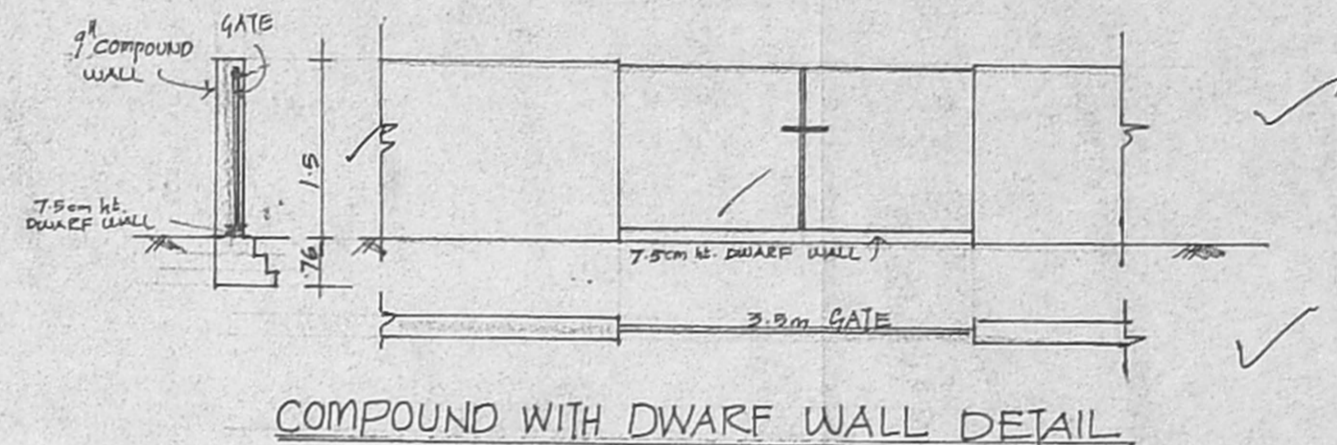 GATE
9" COMPOUND
WALL
1.5
.76
7.5cm ht.
DWARF WALL
7.5cm ht. DWARF WALL
3.5m GATE
COMPOUND WITH DWARF WALL DETAIL